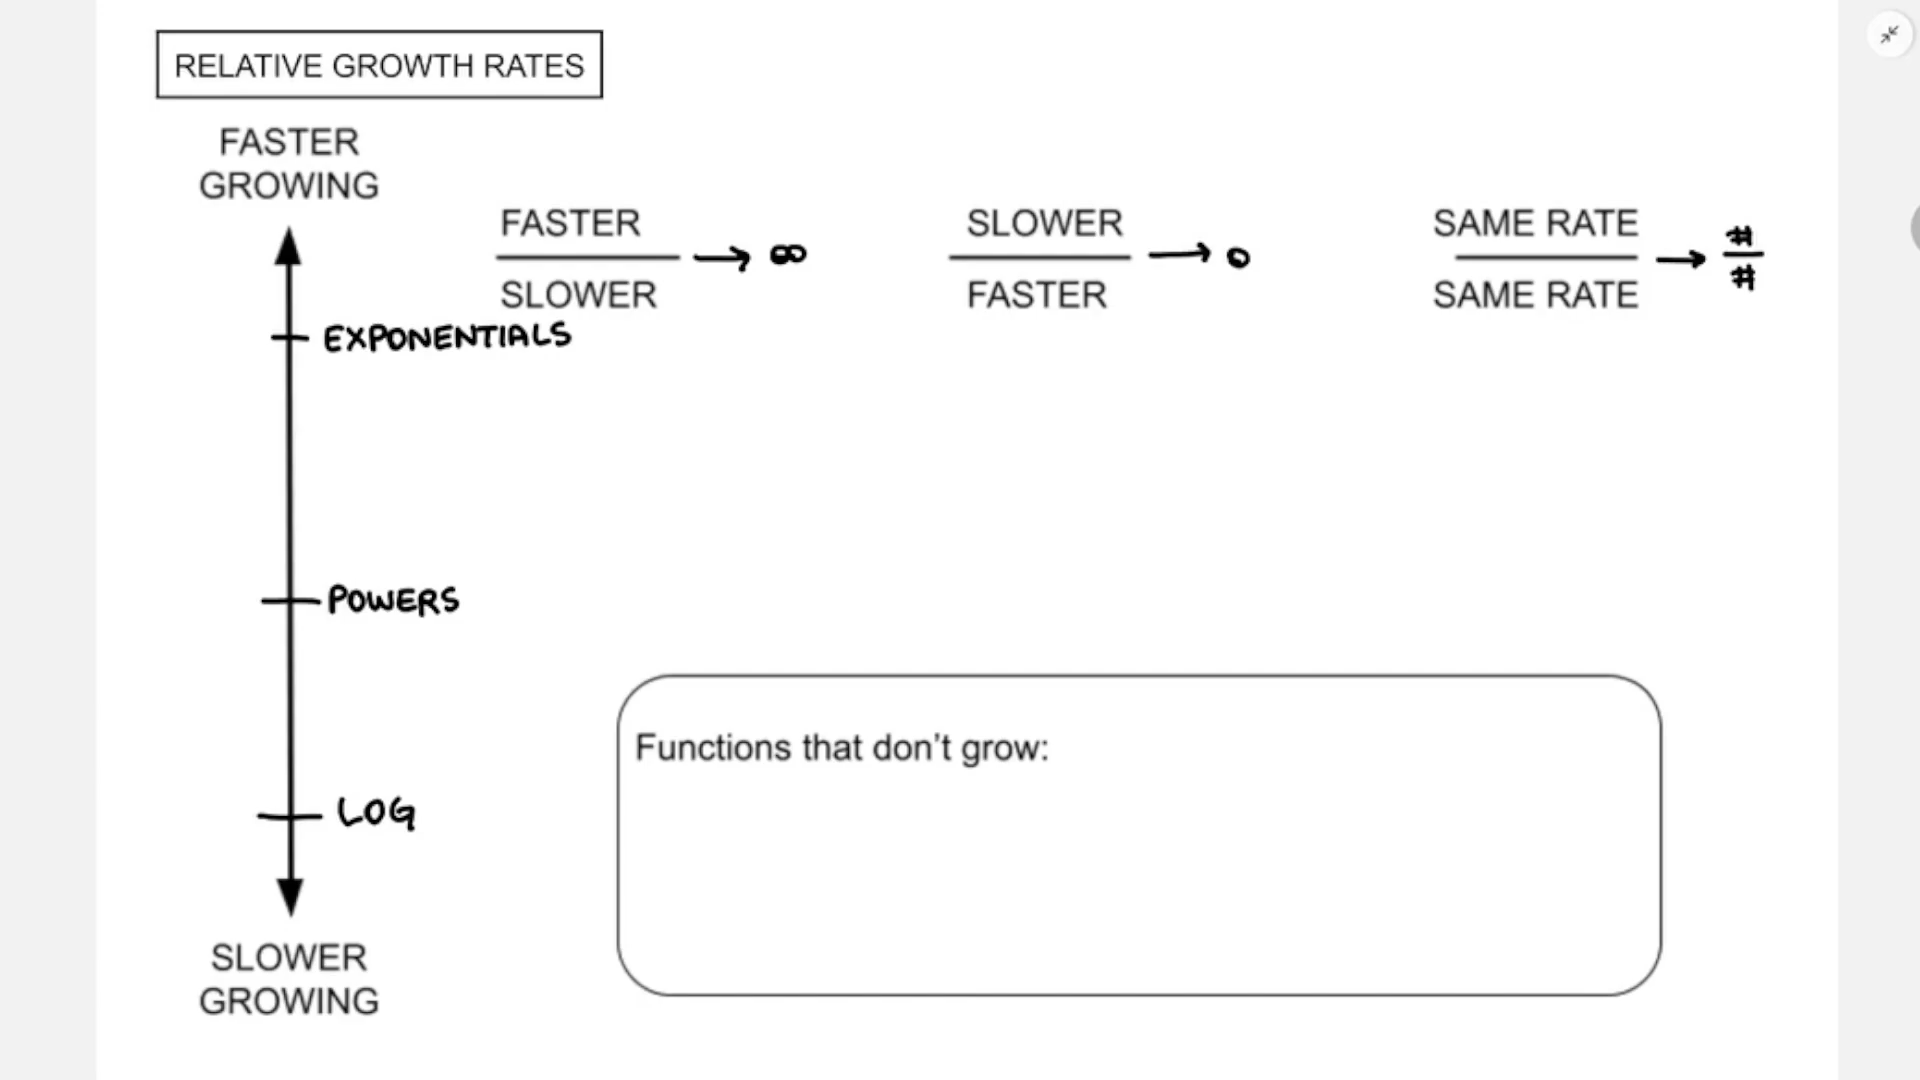 RELATIVE GROWTH RATES
FASTER
GROWING
FASTER
SLOWER
→ ∞
SLOWER
FASTER
→ 0
SAME RATE
SAME RATE
→ #
#
EXPONENTIALS
POWERS
LOG
Functions that don't grow:
SLOWER
GROWING